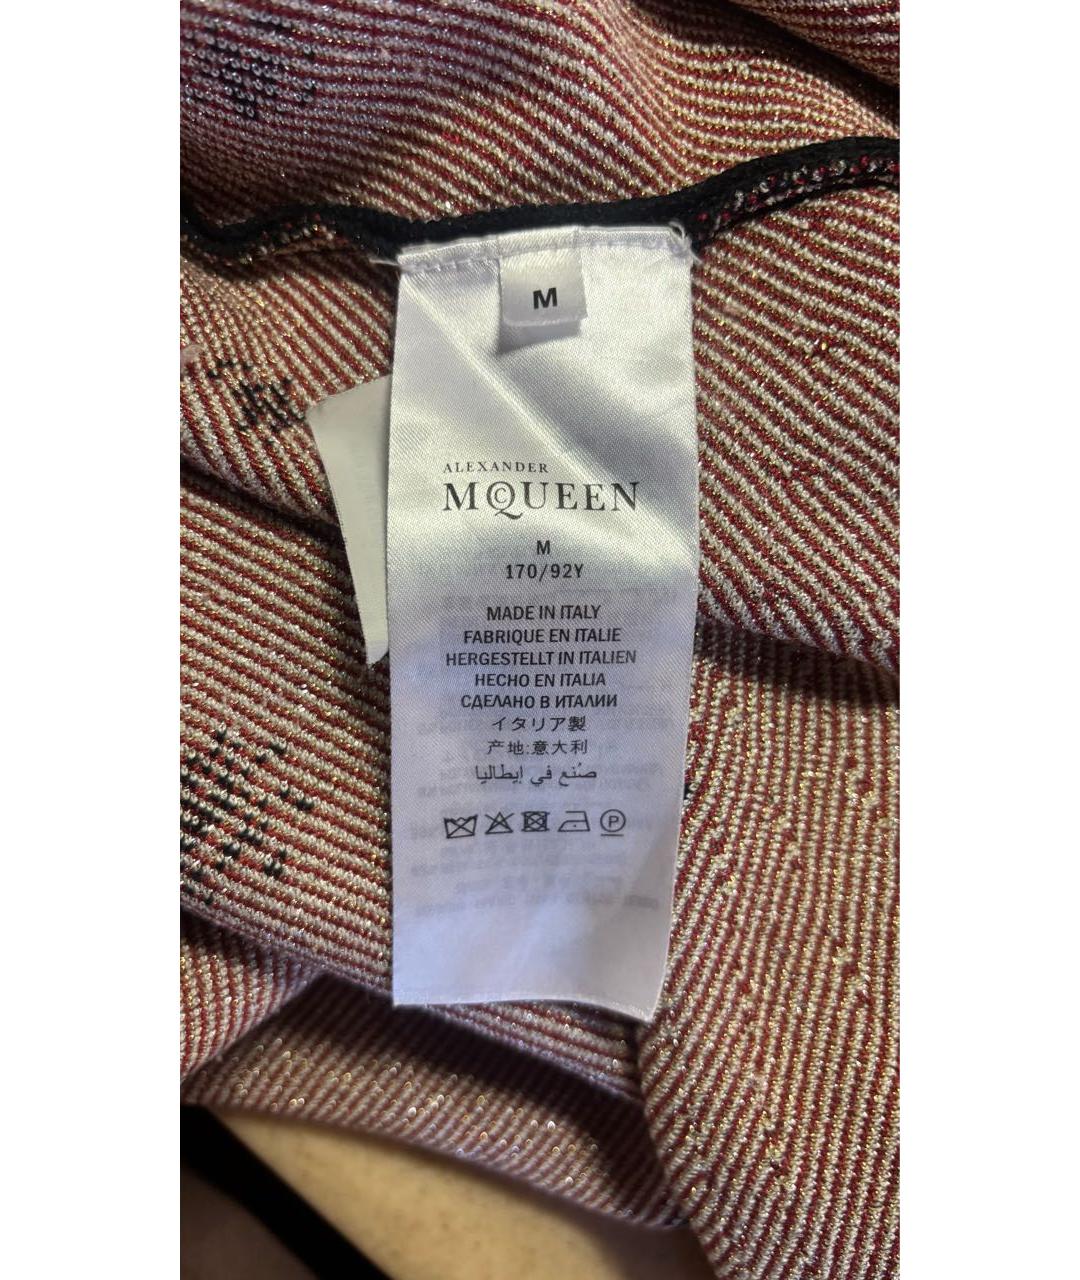 M
ALEXANDER
McQUEEN
M
170/92Y
MADE IN ITALY
FABRIQUE EN ITALIE
HERGESTELLT IN ITALIEN
HECHO EN ITALIA
СДЕЛАНО В ИТАЛИИ
イタリア製
产地:意大利
صُنع في إيطاليا
P